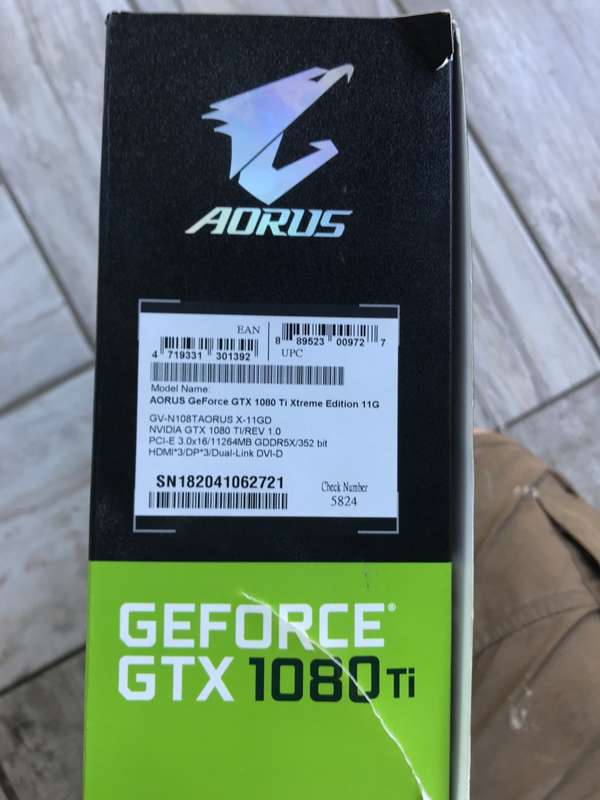 AORUS
EAN
4 719331 301392
8 89523 00972 7
UPC
Model Name:
AORUS GeForce GTX 1080 Ti Xtreme Edition 11G
GV-N108TAORUS X-11GD
NVIDIA GTX 1080 TI/REV 1.0
PCI-E 3.0x16/11264MB GDDR5X/352 bit
HDMI*3/DP*3/Dual-Link DVI-D
SN182041062721
Check Number
5824
GEFORCE®
GTX 1080 Ti